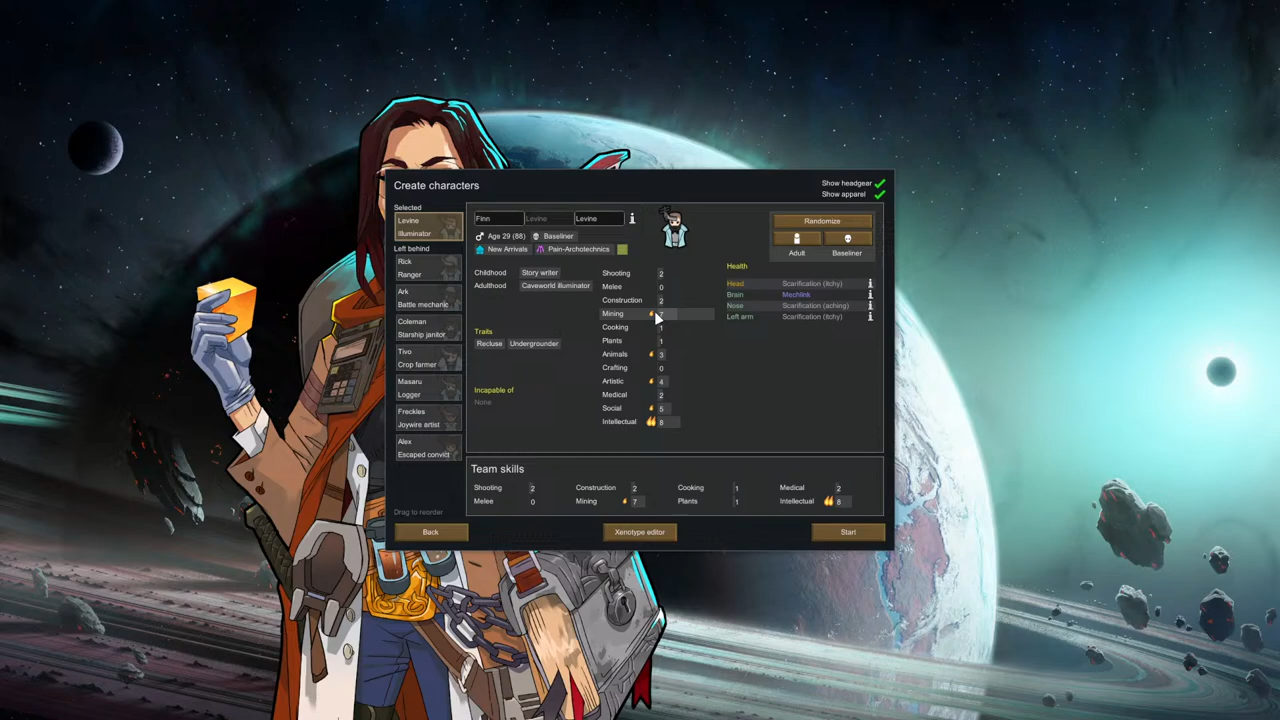 Create characters
Show headgear
Show apparel
Selected
Levine
Illuminator
Left behind
Rick
Ranger
Ark
Battle mechanic
Coleman
Starship janitor
Tivo
Crop farmer
Masaru
Logger
Freckles
Joywire artist
Alex
Escaped convict
Drag to reorder
Finn Levine Levine
Age 29 (88) Baseliner
New Arrivals Pain-Archotechnics
Childhood Story writer
Adulthood Caveworld illuminator
Traits
Recluse Undergrounder
Incapable of
None
Shooting 2
Melee 0
Construction 2
Mining 7
Cooking 1
Plants 1
Animals 3
Crafting 0
Artistic 4
Medical 2
Social 5
Intellectual 8
Randomize
Adult Baseliner
Health
Head Scarification (itchy)
Brain Mechlink
Nose Scarification (aching)
Left arm Scarification (itchy)
Team skills
Shooting 2 Construction 2 Cooking 1 Medical 2
Melee 0 Mining 7 Plants 1 Intellectual 8
Back Xenotype editor Start